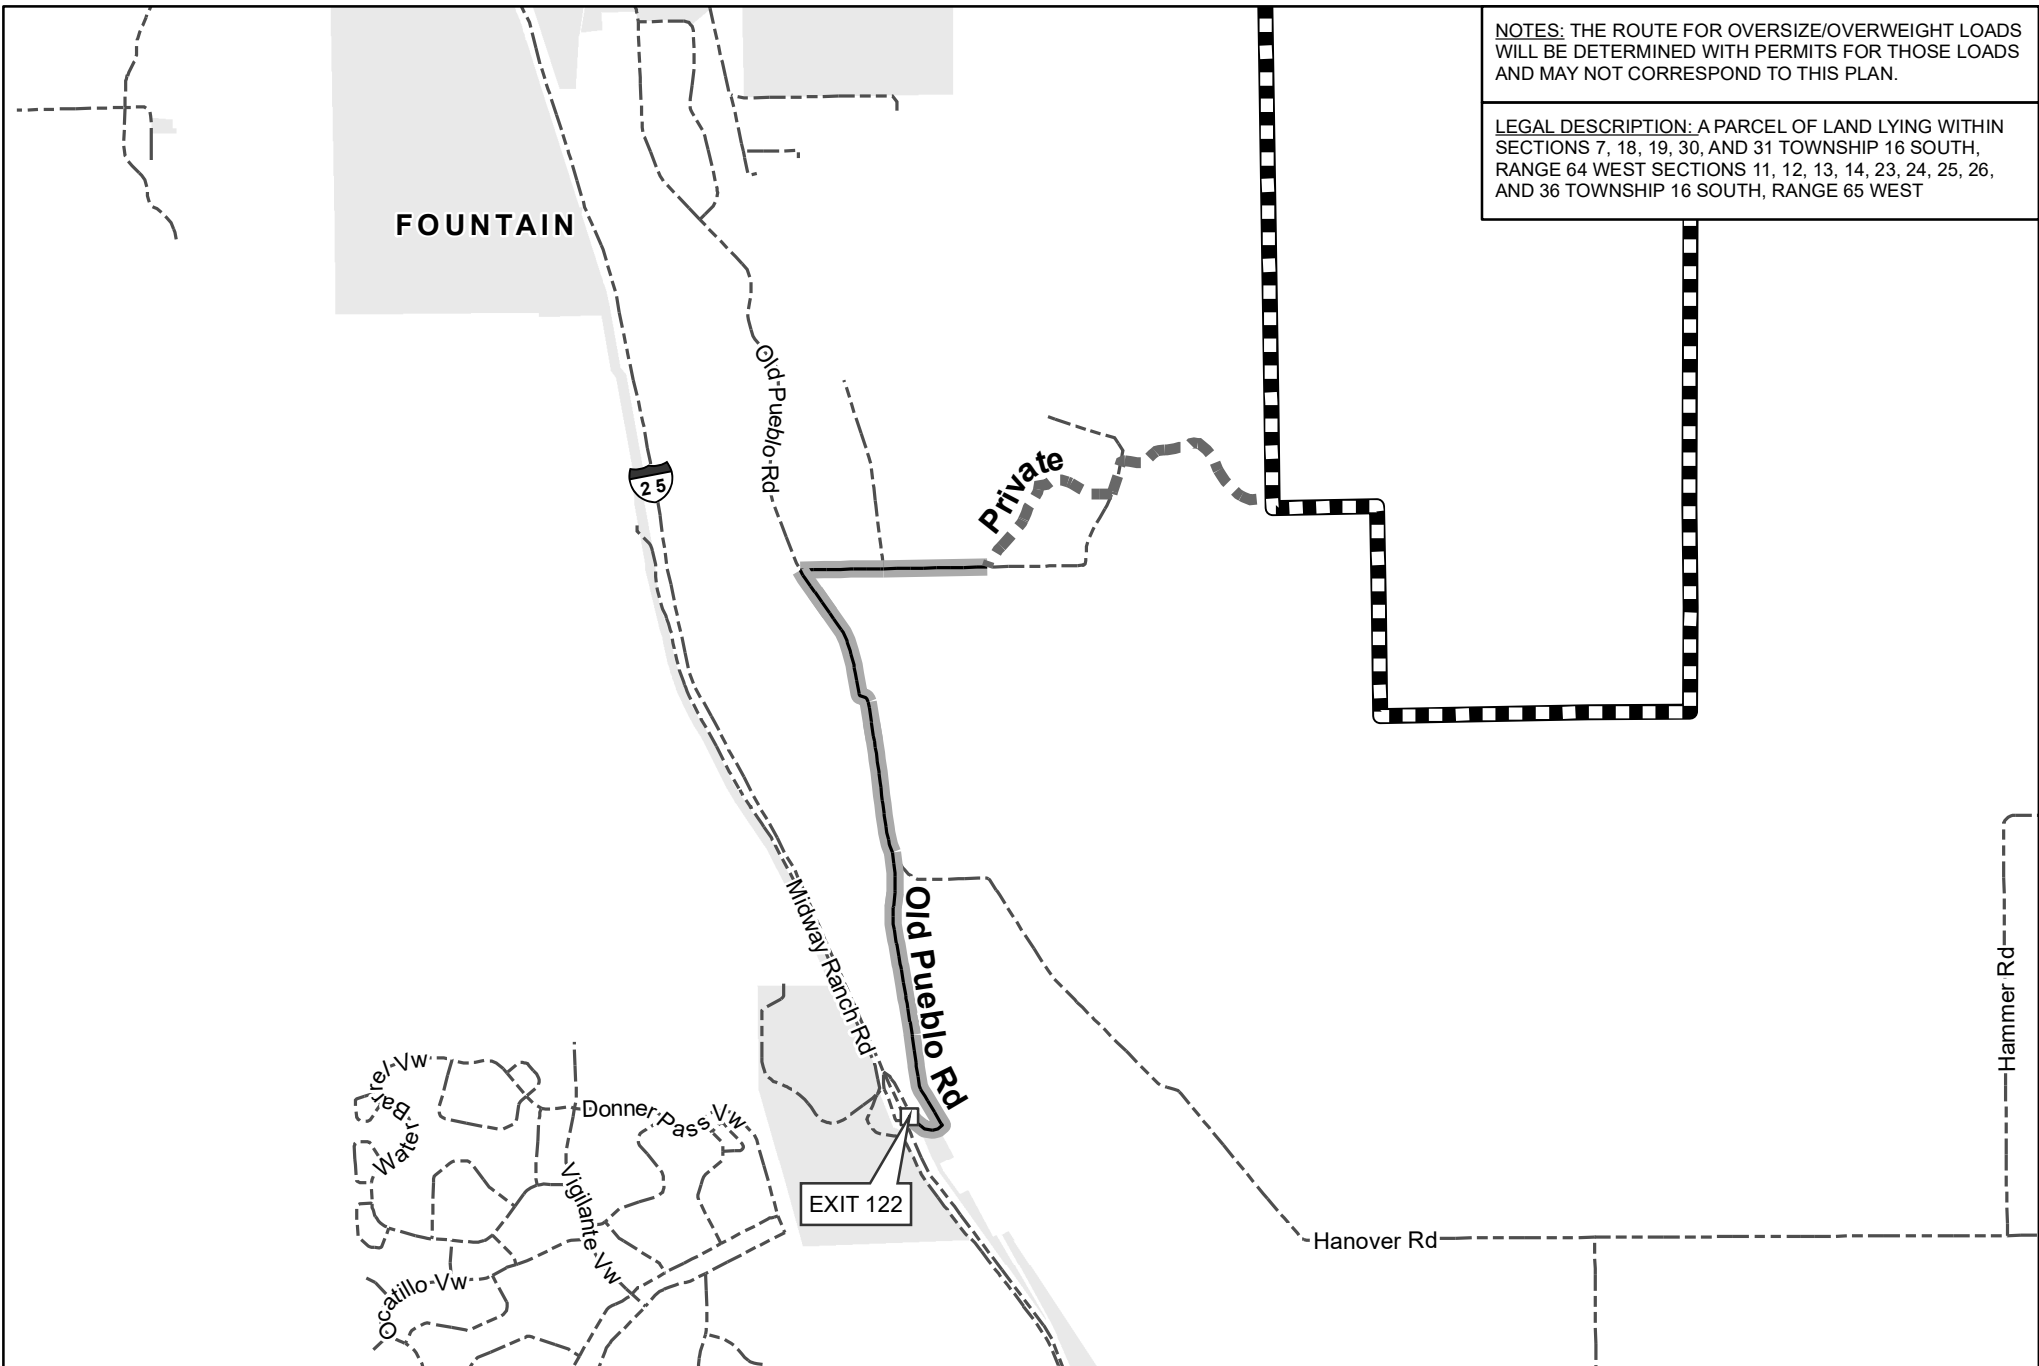 NOTES: THE ROUTE FOR OVERSIZE/OVERWEIGHT LOADS
WILL BE DETERMINED WITH PERMITS FOR THOSE LOADS
AND MAY NOT CORRESPOND TO THIS PLAN.
LEGAL DESCRIPTION: A PARCEL OF LAND LYING WITHIN
SECTIONS 7, 18, 19, 30, AND 31 TOWNSHIP 16 SOUTH,
RANGE 64 WEST SECTIONS 11, 12, 13, 14, 23, 24, 25, 26,
AND 36 TOWNSHIP 16 SOUTH, RANGE 65 WEST
FOUNTAIN
Old Pueblo Rd
25
Private
Midway Ranch Rd
Old Pueblo Rd
Hammer Rd
Water Barrel Vw
Donner Pass Vw
Vigilante Vw
EXIT 122
Hanover Rd
Ocatillo Vw